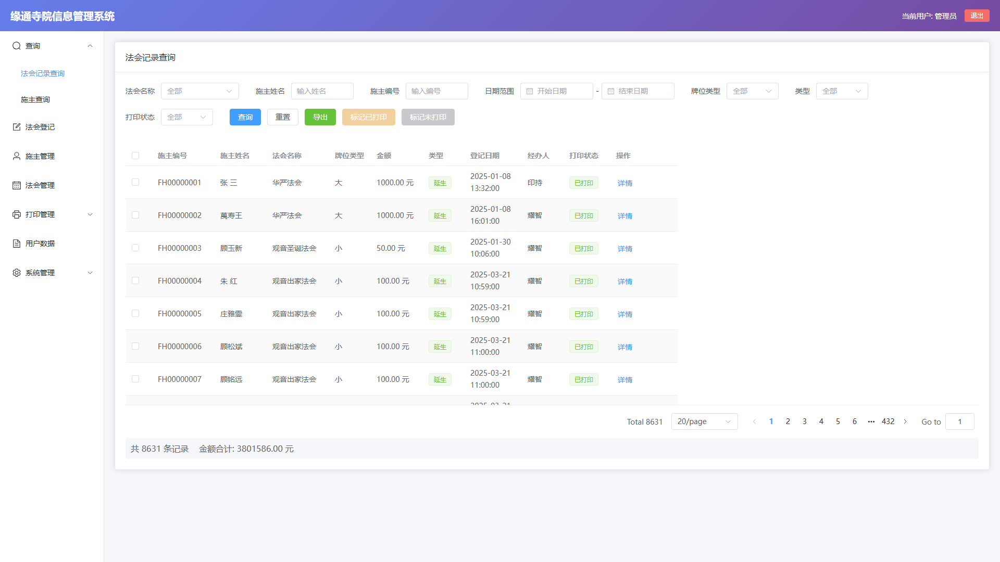 缘通寺院信息管理系统
当前用户: 管理员 退出
查询
法会记录查询
施主查询
法会登记
施主管理
法会管理
打印管理
用户数据
系统管理
法会记录查询
法会名称 全部 施主姓名 输入姓名 施主编号 输入编号 日期范围 开始日期 - 结束日期 牌位类型 全部 类型 全部
打印状态 全部 查询 重置 导出 标记已打印 标记未打印
施主编号 施主姓名 法会名称 牌位类型 金额 类型 登记日期 经办人 打印状态 操作
FH00000001 张 三 华严法会 大 1000.00 元 延生 2025-01-08 13:32:00 印持 已打印 详情
FH00000002 萬寿王 华严法会 大 1000.00 元 延生 2025-01-08 16:01:00 耀智 已打印 详情
FH00000003 顾玉新 观音圣诞法会 小 50.00 元 延生 2025-01-30 10:06:00 耀智 已打印 详情
FH00000004 朱 红 观音出家法会 小 100.00 元 延生 2025-03-21 10:59:00 耀智 已打印 详情
FH00000005 庄雅雯 观音出家法会 小 100.00 元 延生 2025-03-21 10:59:00 耀智 已打印 详情
FH00000006 顾松斌 观音出家法会 小 100.00 元 延生 2025-03-21 11:00:00 耀智 已打印 详情
FH00000007 顾铭远 观音出家法会 小 100.00 元 延生 2025-03-21 11:00:00 耀智 已打印 详情
2025-03-21
Total 8631 20/page 1 2 3 4 5 6 ••• 432 Go to 1
共 8631 条记录 金额合计: 3801586.00 元